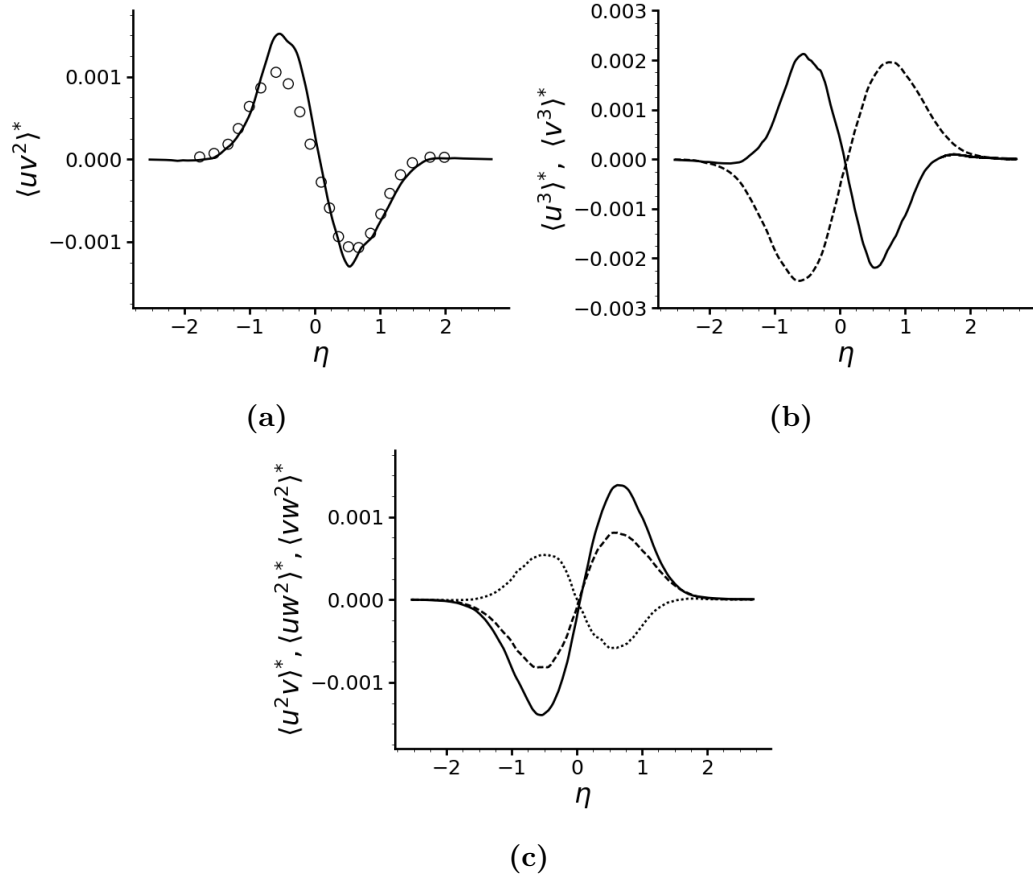 ⟨uv²⟩*
0.001
0.000
−0.001
−2 −1 0 1 2
η
(a)
⟨u³⟩*, ⟨v³⟩*
0.003
0.002
0.001
0.000
−0.001
−0.002
−0.003
−2 −1 0 1 2
η
(b)
⟨u²v⟩*,⟨uw²⟩*,⟨vw²⟩*
0.001
0.000
−0.001
−2 −1 0 1 2
η
(c)